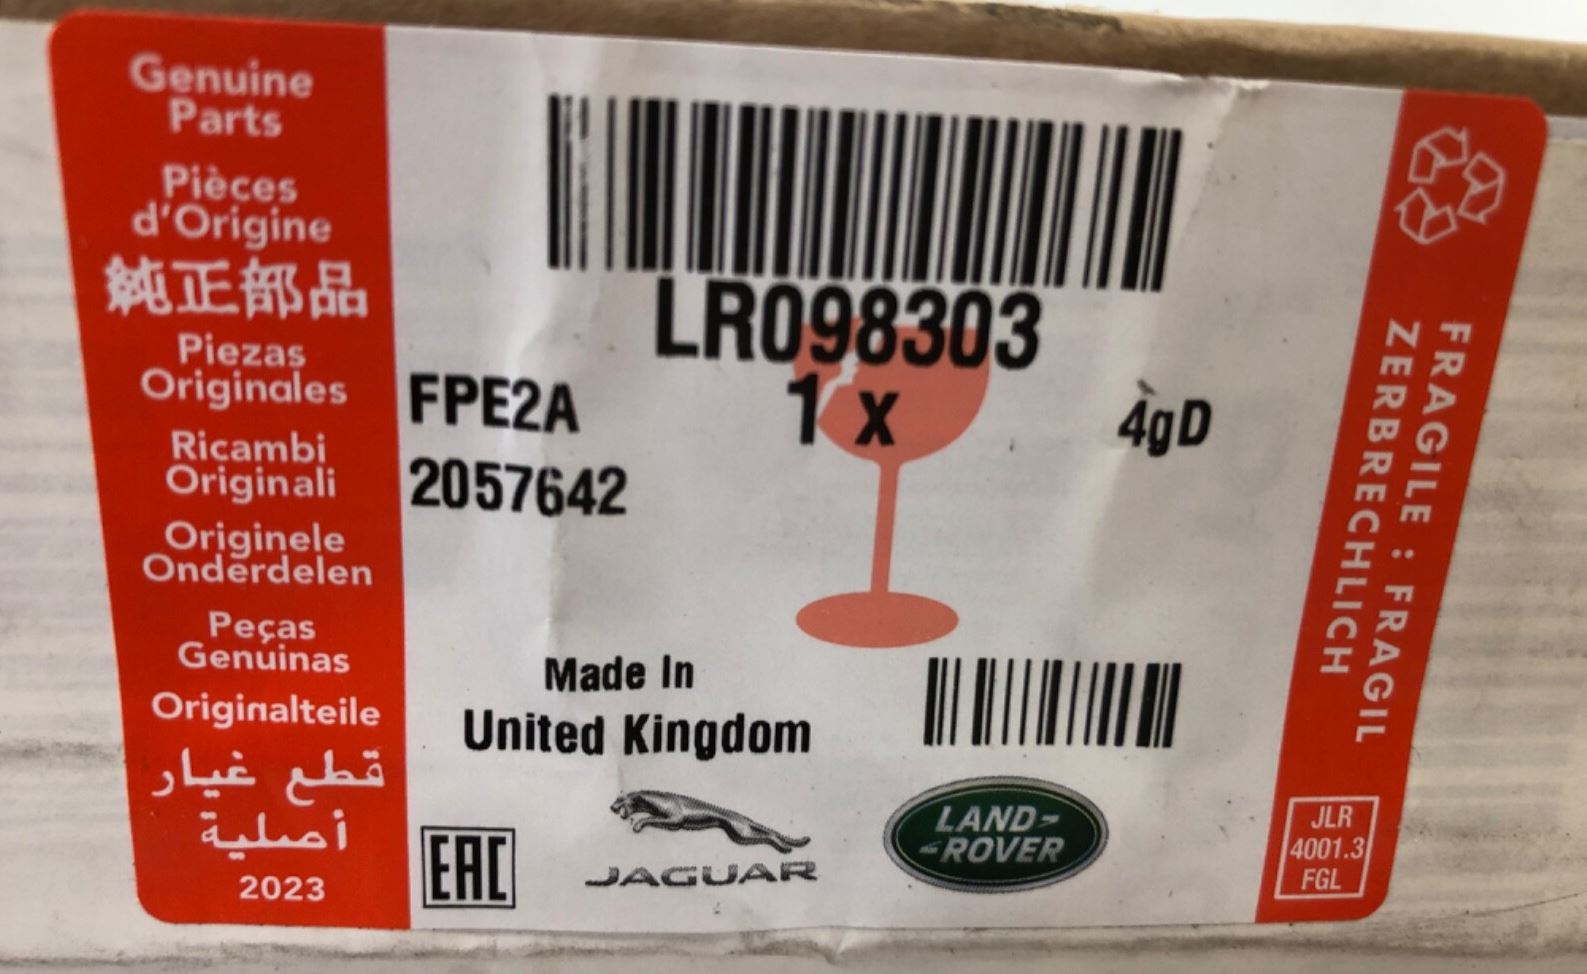 Genuine
Parts
Pièces
d'Origine
純正部品
Piezas
Originales
Ricambi
Originali
Originele
Onderdelen
Peças
Genuinas
Originalteile
قطع غيار
أصلية
2023
LR098303
FPE2A
1 x
4gD
2057642
Made In
United Kingdom
EAC
JAGUAR
LAND-
-ROVER
FRAGILE : FRAGIL
ZERBRECHLICH
JLR
4001.3
FGL